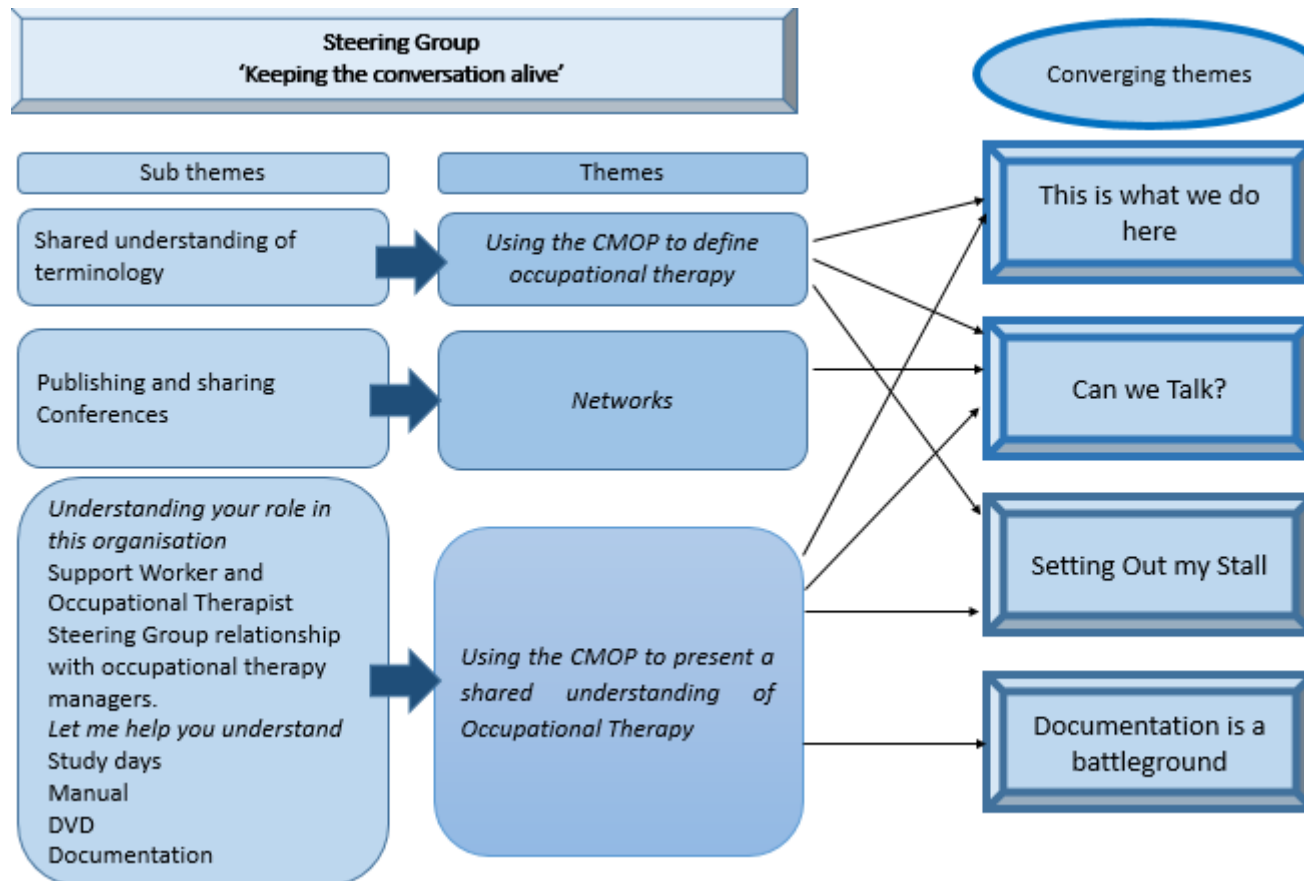 Steering Group
‘Keeping the conversation alive’
Converging themes
Sub themes
Themes
Shared understanding of
terminology
Using the CMOP to define
occupational therapy
This is what we do
here
Publishing and sharing
Conferences
Networks
Can we Talk?
Understanding your role in
this organisation
Support Worker and
Occupational Therapist
Steering Group relationship
with occupational therapy
managers.
Let me help you understand
Study days
Manual
DVD
Documentation
Using the CMOP to present a
shared understanding of
Occupational Therapy
Setting Out my Stall
Documentation is a
battleground